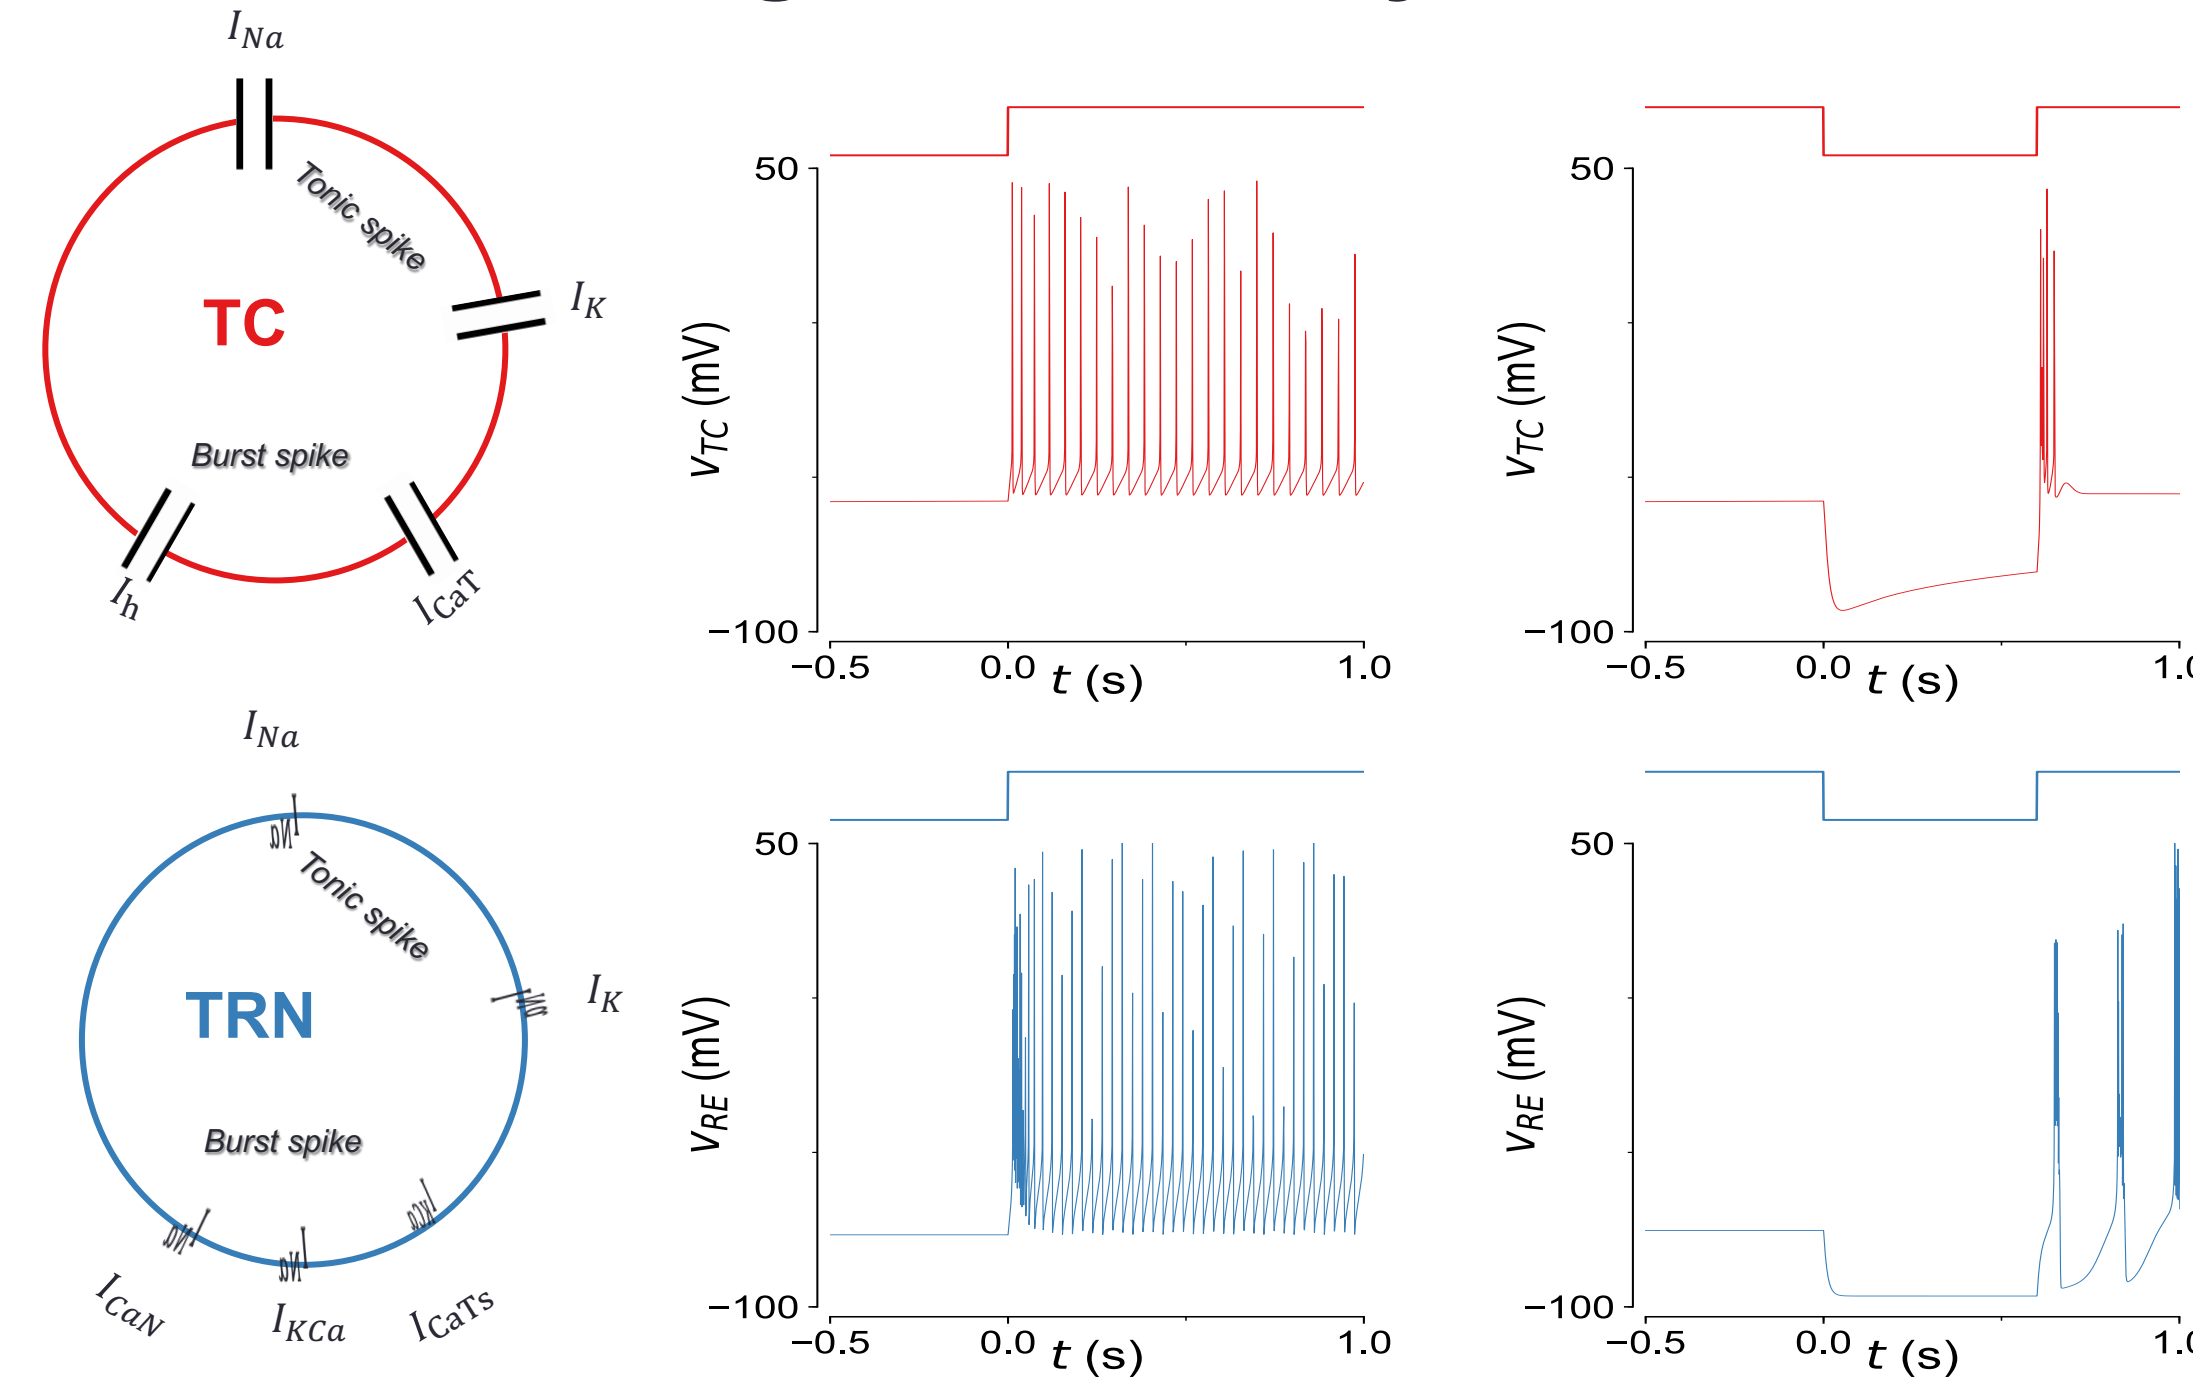 I_Na
Tonic spike
I_K
TC
Burst spike
I_h
I_CaT
50
v_TC (mV)
−100
−0.5 0.0 1.0
t (s)
50
v_TC (mV)
−100
−0.5 0.0
t (s)
I_Na
Tonic spike
I_K
TRN
Burst spike
I_CaN
I_KCa
I_CaTs
50
v_RE (mV)
−100
−0.5 0.0 1.0
t (s)
50
v_RE (mV)
−100
−0.5 0.0
t (s)